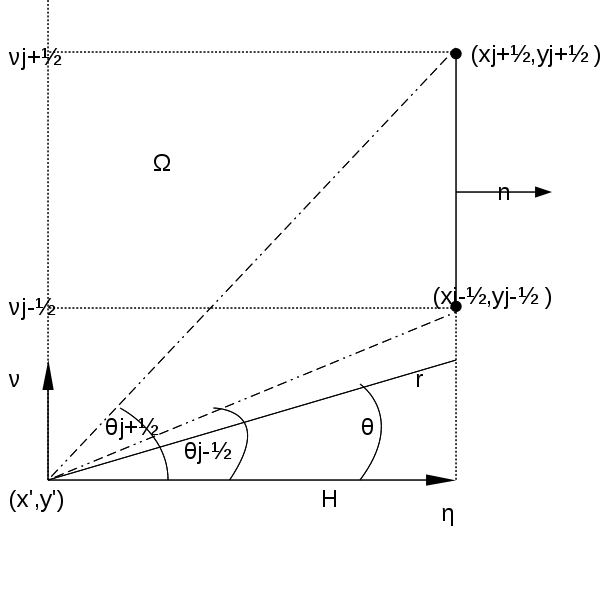 νj+½
(xj+½,yj+½ )
Ω
n
(xj-½,yj-½ )
νj-½
ν
r
θj+½
θ
θj-½
(x',y')
H
η